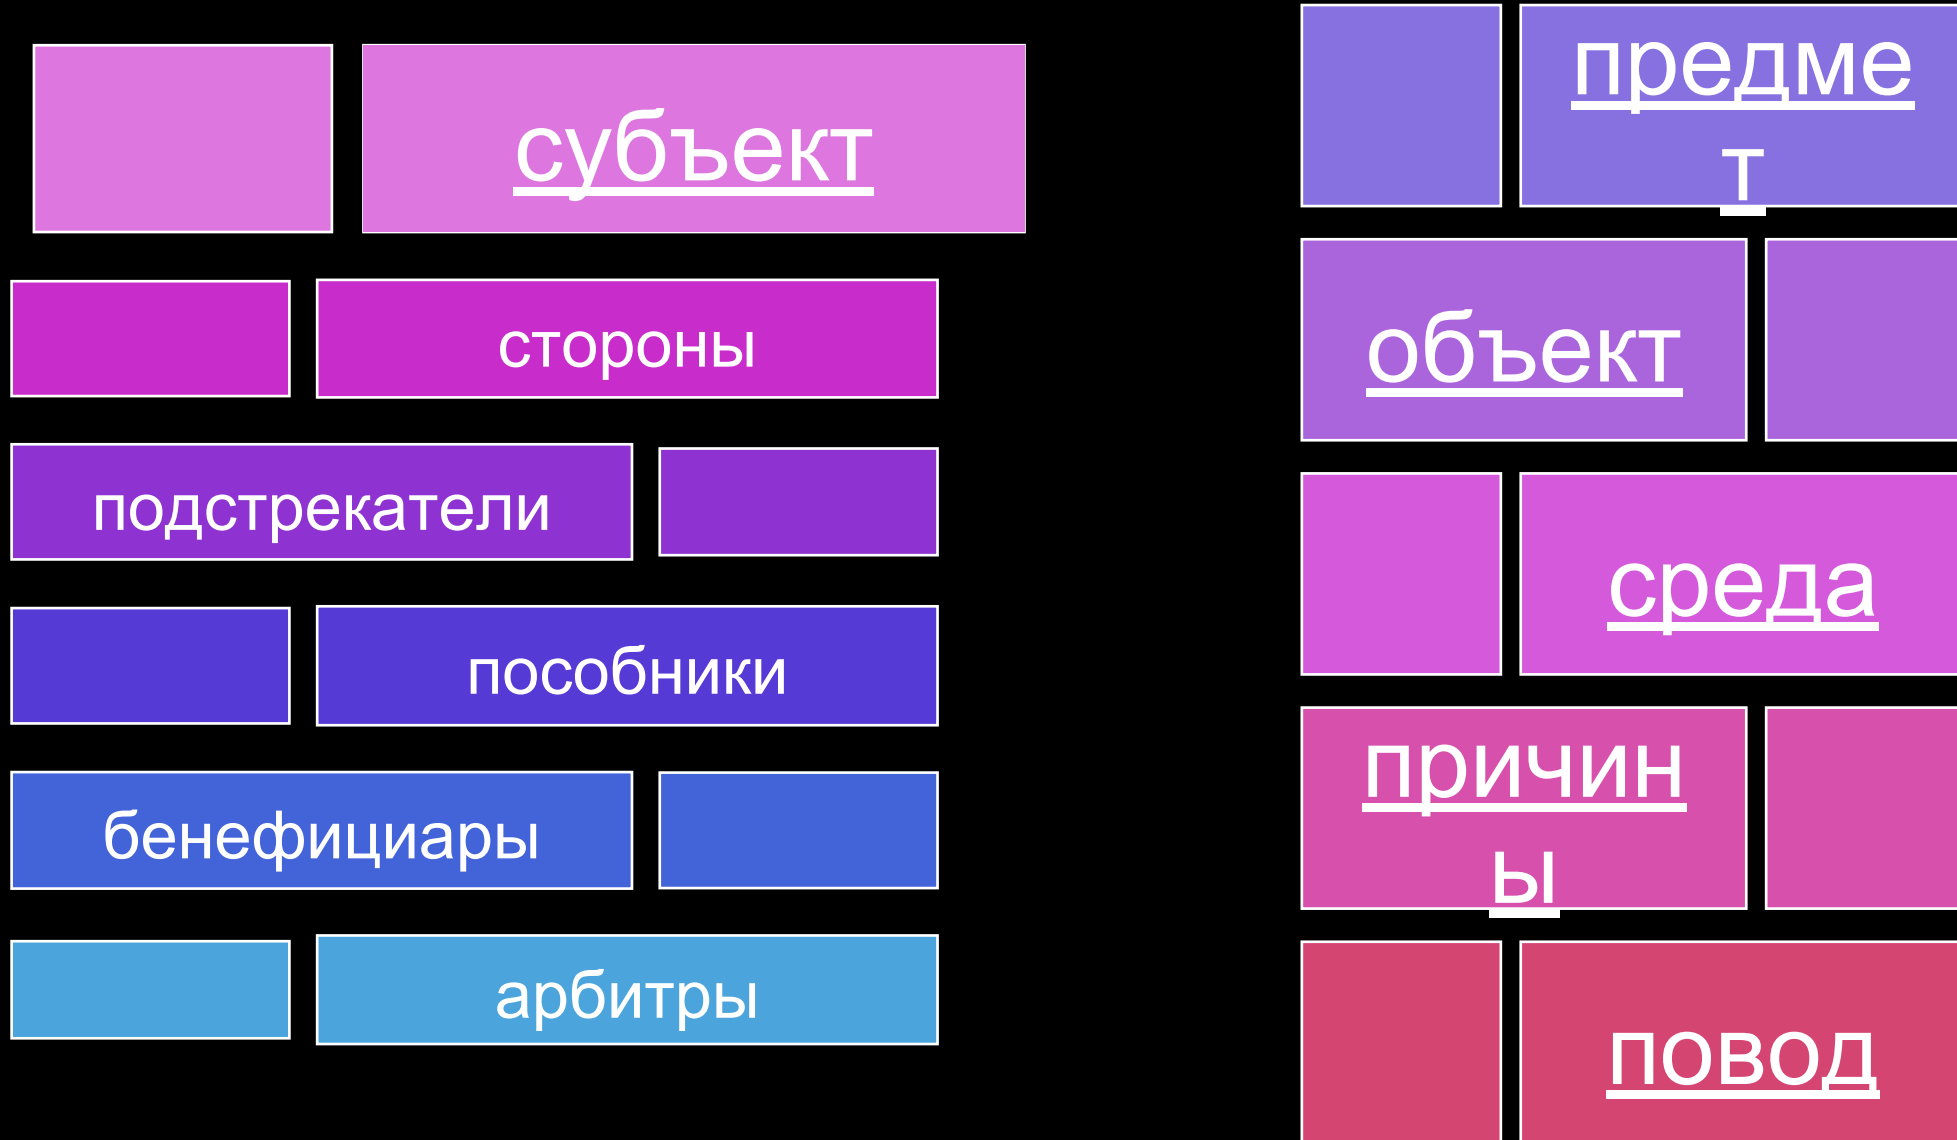 субъект
стороны
подстрекатели
пособники
бенефициары
арбитры
предме
т
объект
среда
причин
ы
повод